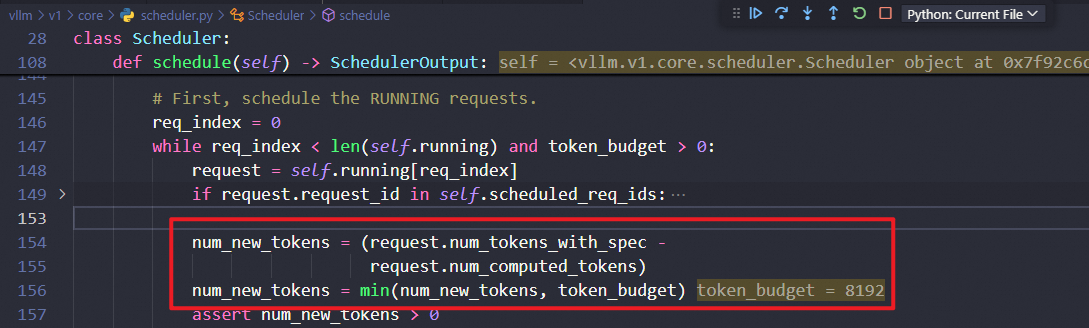 vllm > v1 > core > scheduler.py > Scheduler > schedule
Python: Current File
28 class Scheduler:
108 def schedule(self) -> SchedulerOutput: self = <vllm.v1.core.scheduler.Scheduler object at 0x7f92c6c
144
145 # First, schedule the RUNNING requests.
146 req_index = 0
147 while req_index < len(self.running) and token_budget > 0:
148 request = self.running[req_index]
149 > if request.request_id in self.scheduled_req_ids: ...
153
154 num_new_tokens = (request.num_tokens_with_spec -
155 request.num_computed_tokens)
156 num_new_tokens = min(num_new_tokens, token_budget) token_budget = 8192
157 assert num_new_tokens > 0